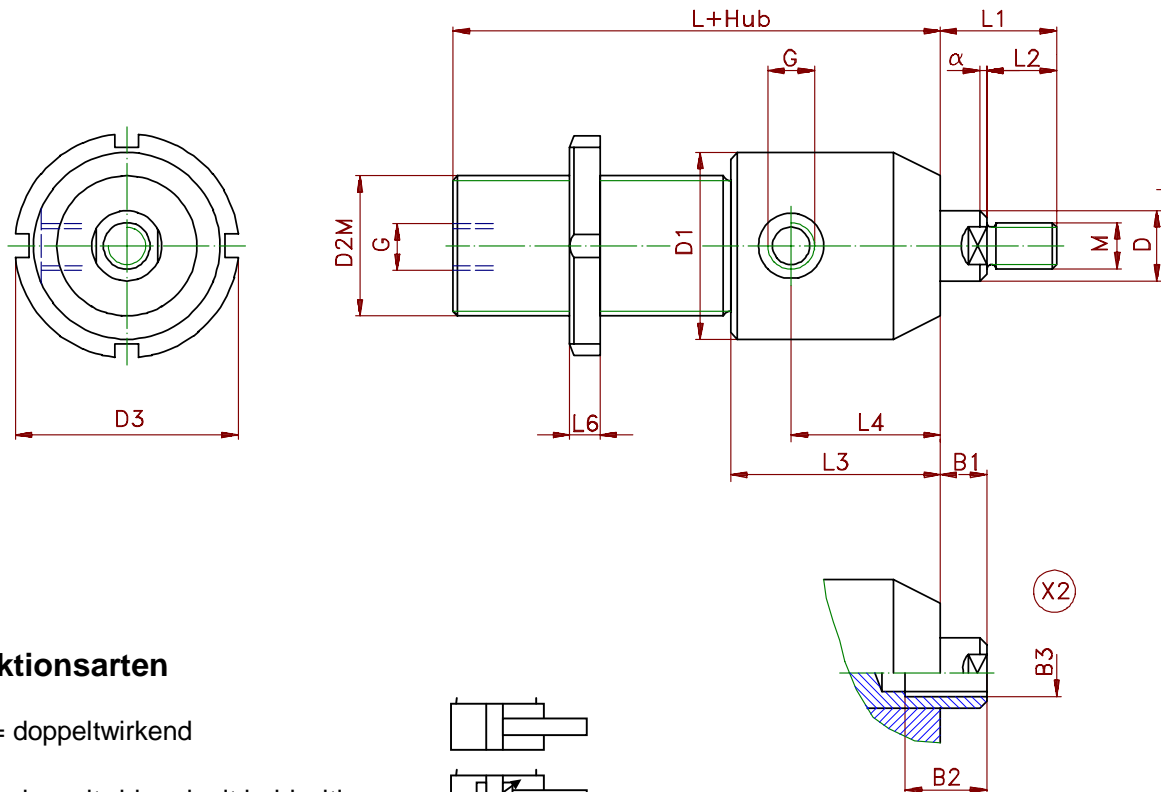 L+Hub
L1
G
α
L2
D2M
G
D1
M
D
D3
L6
L4
L3
B1
X2
B3
B2
ktionsarten
= doppeltwirkend